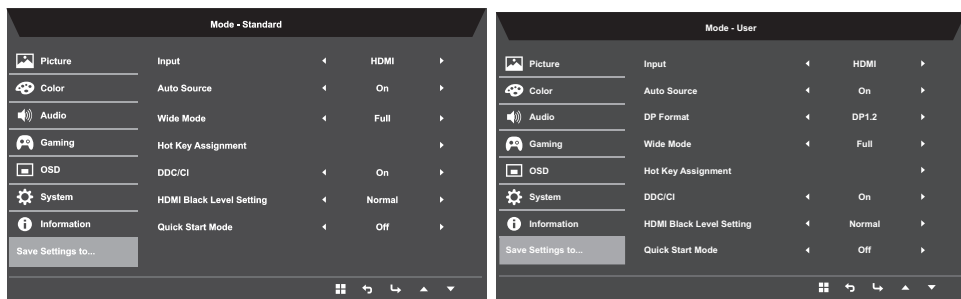 Mode - Standard
Picture
Input
HDMI
Color
Auto Source
On
Audio
Wide Mode
Full
Gaming
Hot Key Assignment
OSD
DDC/CI
On
System
HDMI Black Level Setting
Normal
Information
Quick Start Mode
Off
Save Settings to...
Mode - User
Picture
Input
HDMI
Color
Auto Source
On
Audio
DP Format
DP1.2
Gaming
Wide Mode
Full
OSD
Hot Key Assignment
System
DDC/CI
On
Information
HDMI Black Level Setting
Normal
Save Settings to...
Quick Start Mode
Off